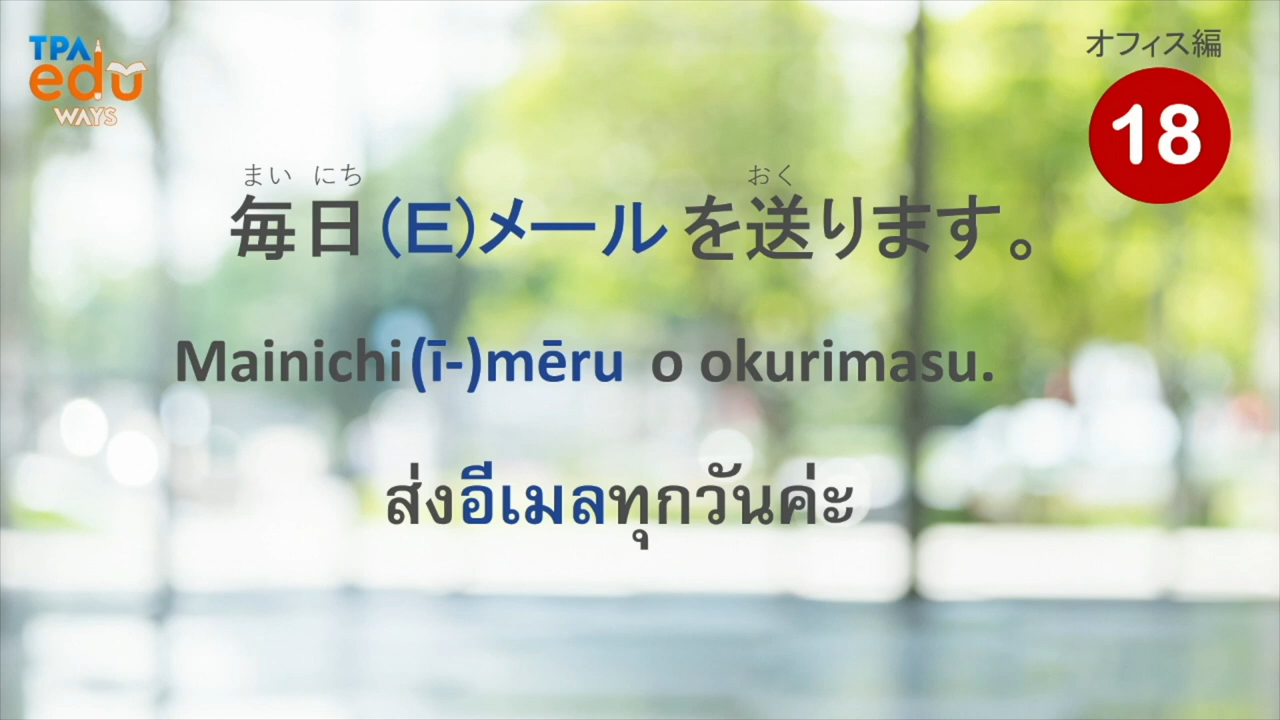 TPA
edu
WAYS
オフィス編
18
まい にち おく
毎日(E)メールを送ります。
Mainichi(ī-)mēru o okurimasu.
ส่งอีเมลทุกวันค่ะ